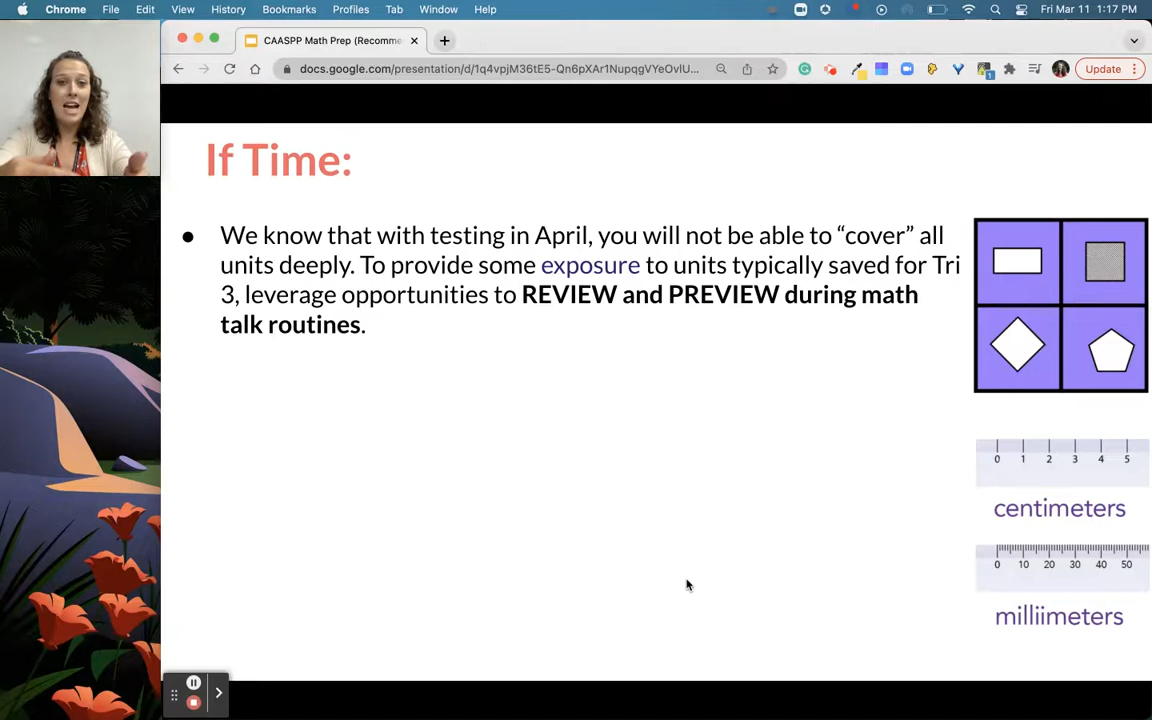 Chrome File Edit View History Bookmarks Profiles Tab Window Help Fri Mar 11 1:17 PM
CAASPP Math Prep (Recomme
docs.google.com/presentation/d/1q4vpjM36tE5-Qn6pXAr1NupqgVYeOvlU...
1
Update
If Time:
● We know that with testing in April, you will not be able to “cover” all
units deeply. To provide some exposure to units typically saved for Tri
3, leverage opportunities to REVIEW and PREVIEW during math
talk routines.
0 1 2 3 4 5
centimeters
0 10 20 30 40 50
milliimeters